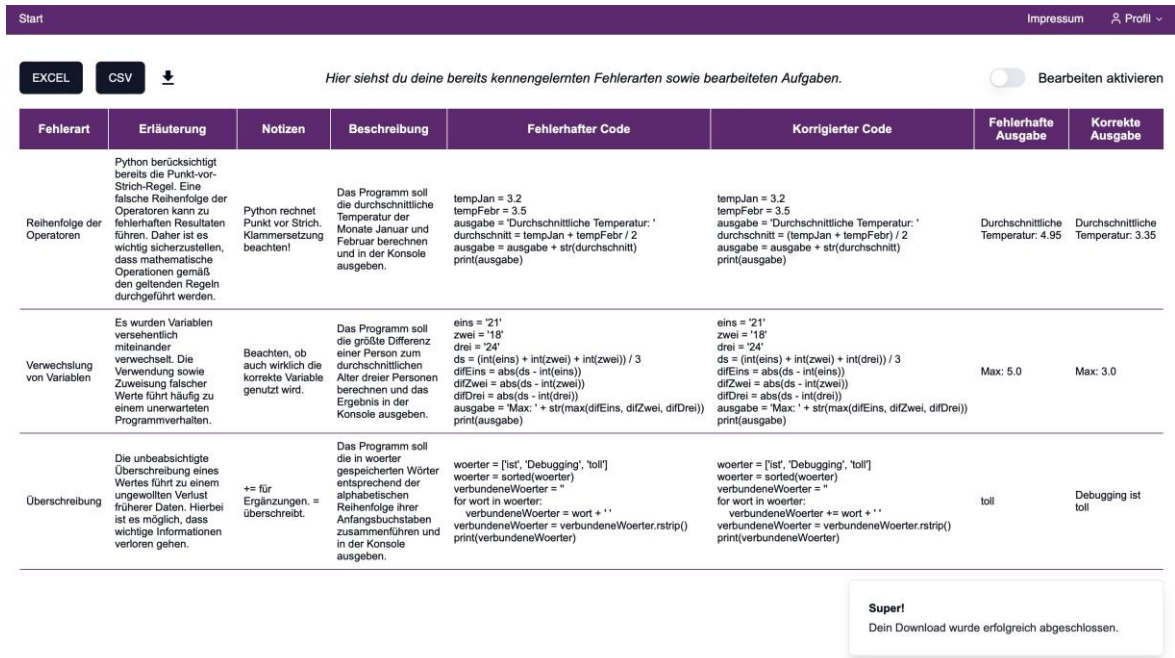 Start
Impressum
Profil
EXCEL
CSV
Hier siehst du deine bereits kennengelernten Fehlerarten sowie bearbeiteten Aufgaben.
Bearbeiten aktivieren
Fehlerart
Erläuterung
Notizen
Beschreibung
Fehlerhafter Code
Korrigierter Code
Fehlerhafte
Ausgabe
Korrekte
Ausgabe
Reihenfolge der
Operatoren
Python berücksichtigt
bereits die Punkt-vor-
Strich-Regel. Eine
falsche Reihenfolge der
Operatoren kann zu
fehlerhaften Resultaten
führen. Daher ist es
wichtig sicherzustellen,
dass mathematische
Operationen gemäß
den geltenden Regeln
durchgeführt werden.
Python rechnet
Punkt vor Strich.
Klammersetzung
beachten!
Das Programm soll
die durchschnittliche
Temperatur der
Monate Januar und
Februar berechnen
und in der Konsole
ausgeben.
tempJan = 3.2
tempFebr = 3.5
ausgabe = 'Durchschnittliche Temperatur: '
durchschnitt = tempJan + tempFebr / 2
ausgabe = ausgabe + str(durchschnitt)
print(ausgabe)
tempJan = 3.2
tempFebr = 3.5
ausgabe = 'Durchschnittliche Temperatur: '
durchschnitt = (tempJan + tempFebr) / 2
ausgabe = ausgabe + str(durchschnitt)
print(ausgabe)
Durchschnittliche
Temperatur: 4.95
Durchschnittliche
Temperatur: 3.35
Verwechslung
von Variablen
Es wurden Variablen
versehentlich
miteinander
verwechselt. Die
Verwendung sowie
Zuweisung falscher
Werte führt häufig zu
einem unerwarteten
Programmverhalten.
Beachten, ob
auch wirklich die
korrekte Variable
genutzt wird.
Das Programm soll
die größte Differenz
einer Person zum
durchschnittlichen
Alter dreier Personen
berechnen und das
Ergebnis in der
Konsole ausgeben.
eins = '21'
zwei = '18'
drei = '24'
ds = (int(eins) + int(zwei) + int(zwei)) / 3
difEins = abs(ds - int(eins))
difZwei = abs(ds - int(zwei))
difDrei = abs(ds - int(drei))
ausgabe = 'Max: ' + str(max(difEins, difZwei, difDrei))
print(ausgabe)
eins = '21'
zwei = '18'
drei = '24'
ds = (int(eins) + int(zwei) + int(drei)) / 3
difEins = abs(ds - int(eins))
difZwei = abs(ds - int(zwei))
difDrei = abs(ds - int(drei))
ausgabe = 'Max: ' + str(max(difEins, difZwei, difDrei))
print(ausgabe)
Max: 5.0
Max: 3.0
Überschreibung
Die unbeabsichtigte
Überschreibung eines
Wertes führt zu einem
ungewollten Verlust
früherer Daten. Hierbei
ist es möglich, dass
wichtige Informationen
verloren gehen.
+= für
Ergänzungen. =
überschreibt.
Das Programm soll
die in woerter
gespeicherten Wörter
entsprechend der
alphabetischen
Reihenfolge ihrer
Anfangsbuchstaben
zusammenführen und
in der Konsole
ausgeben.
woerter = ['ist', 'Debugging', 'toll']
woerter = sorted(woerter)
verbundeneWoerter = ''
for wort in woerter:
verbundeneWoerter = wort + ' '
verbundeneWoerter = verbundeneWoerter.rstrip()
print(verbundeneWoerter)
woerter = ['ist', 'Debugging', 'toll']
woerter = sorted(woerter)
verbundeneWoerter = ''
for wort in woerter:
verbundeneWoerter += wort + ' '
verbundeneWoerter = verbundeneWoerter.rstrip()
print(verbundeneWoerter)
toll
Debugging ist
toll
Super!
Dein Download wurde erfolgreich abgeschlossen.